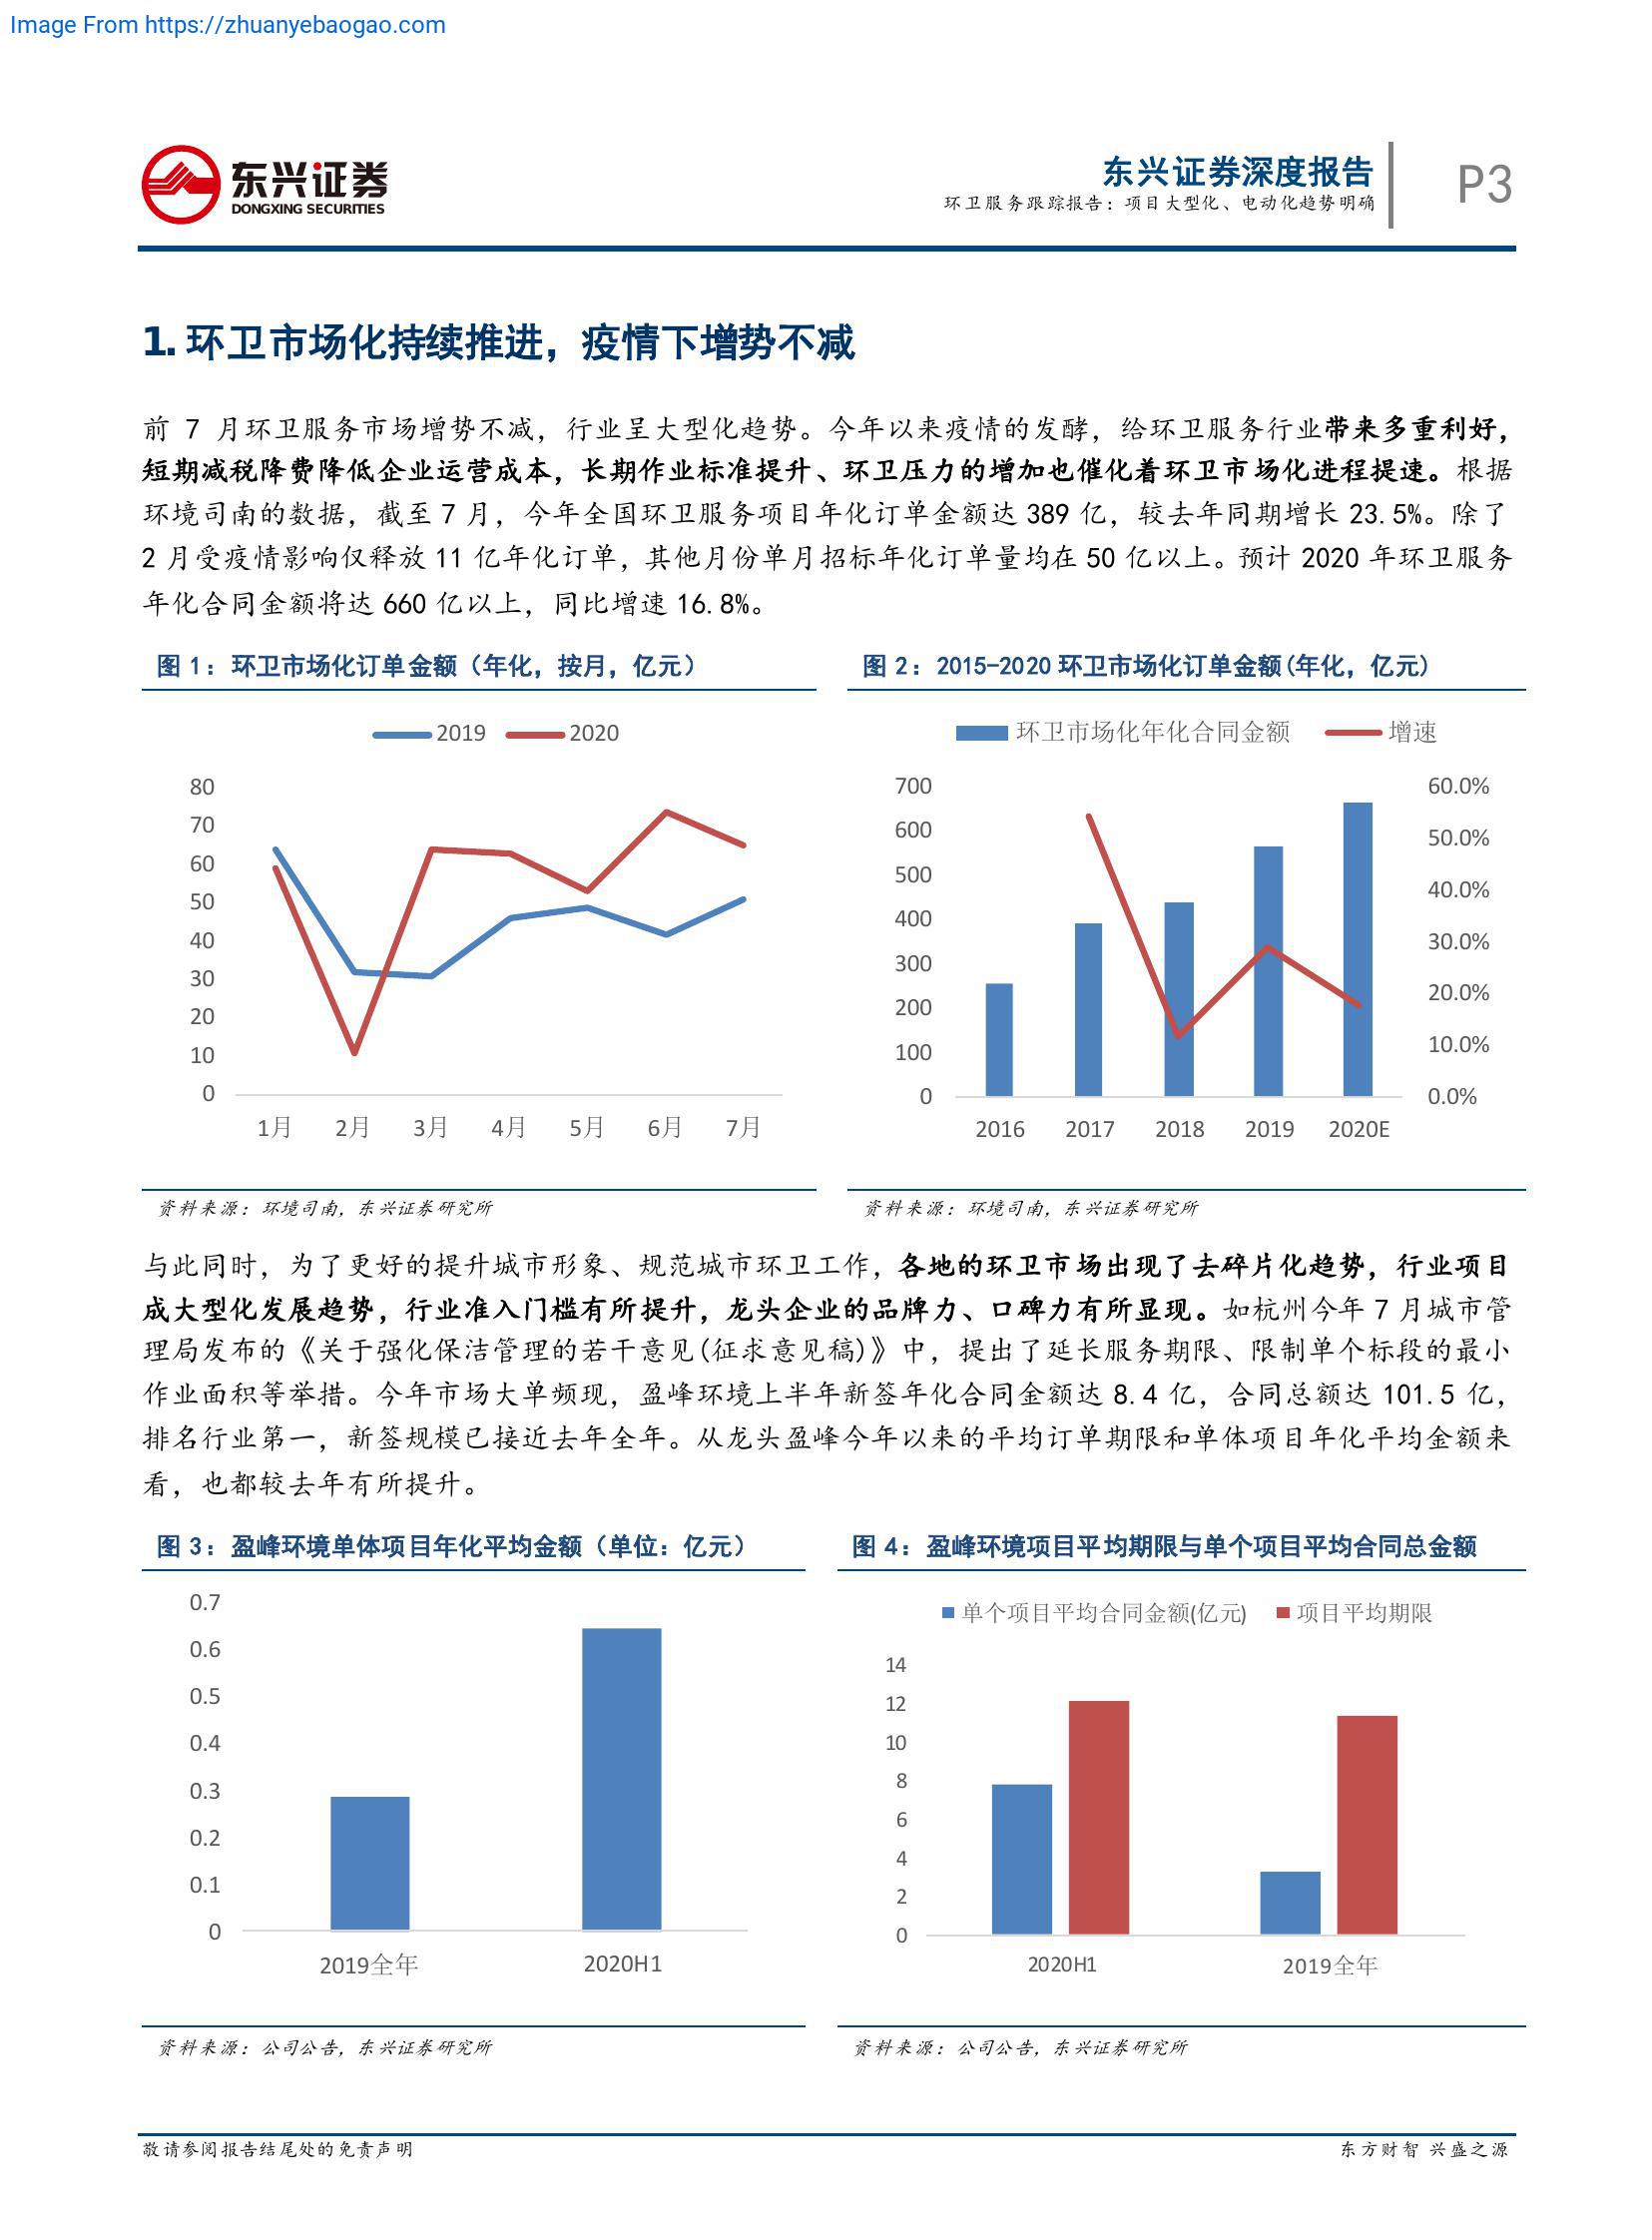 Image From https://zhuanyebaogao.com
东兴证券
DONGXING SECURITIES
东兴证券深度报告
环卫服务跟踪报告：项目大型化、电动化趋势明确
P3
1. 环卫市场化持续推进，疫情下增势不减
前 7 月环卫服务市场增势不减，行业呈大型化趋势。今年以来疫情的发酵，给环卫服务行业带来多重利好，
短期减税降费降低企业运营成本，长期作业标准提升、环卫压力的增加也催化着环卫市场化进程提速。根据
环境司南的数据，截至 7 月，今年全国环卫服务项目年化订单金额达 389 亿，较去年同期增长 23.5%。除了
2 月受疫情影响仅释放 11 亿年化订单，其他月份单月招标年化订单量均在 50 亿以上。预计 2020 年环卫服务
年化合同金额将达 660 亿以上，同比增速 16.8%。
图 1：环卫市场化订单金额（年化，按月，亿元）
2019
2020
80
70
60
50
40
30
20
10
0
1月
2月
3月
4月
5月
6月
7月
资料来源：环境司南，东兴证券研究所
图 2：2015-2020 环卫市场化订单金额(年化，亿元)
环卫市场化年化合同金额
增速
700
600
500
400
300
200
100
0
60.0%
50.0%
40.0%
30.0%
20.0%
10.0%
0.0%
2016
2017
2018
2019
2020E
资料来源：环境司南，东兴证券研究所
与此同时，为了更好的提升城市形象、规范城市环卫工作，各地的环卫市场出现了去碎片化趋势，行业项目
成大型化发展趋势，行业准入门槛有所提升，龙头企业的品牌力、口碑力有所显现。如杭州今年 7 月城市管
理局发布的《关于强化保洁管理的若干意见(征求意见稿)》中，提出了延长服务期限、限制单个标段的最小
作业面积等举措。今年市场大单频现，盈峰环境上半年新签年化合同金额达 8.4 亿，合同总额达 101.5 亿，
排名行业第一，新签规模已接近去年全年。从龙头盈峰今年以来的平均订单期限和单体项目年化平均金额来
看，也都较去年有所提升。
图 3：盈峰环境单体项目年化平均金额（单位：亿元）
0.7
0.6
0.5
0.4
0.3
0.2
0.1
0
2019全年
2020H1
资料来源：公司公告，东兴证券研究所
图 4：盈峰环境项目平均期限与单个项目平均合同总金额
单个项目平均合同金额(亿元)
项目平均期限
14
12
10
8
6
4
2
0
2020H1
2019全年
资料来源：公司公告，东兴证券研究所
敬请参阅报告结尾处的免责声明
东方财智 兴盛之源